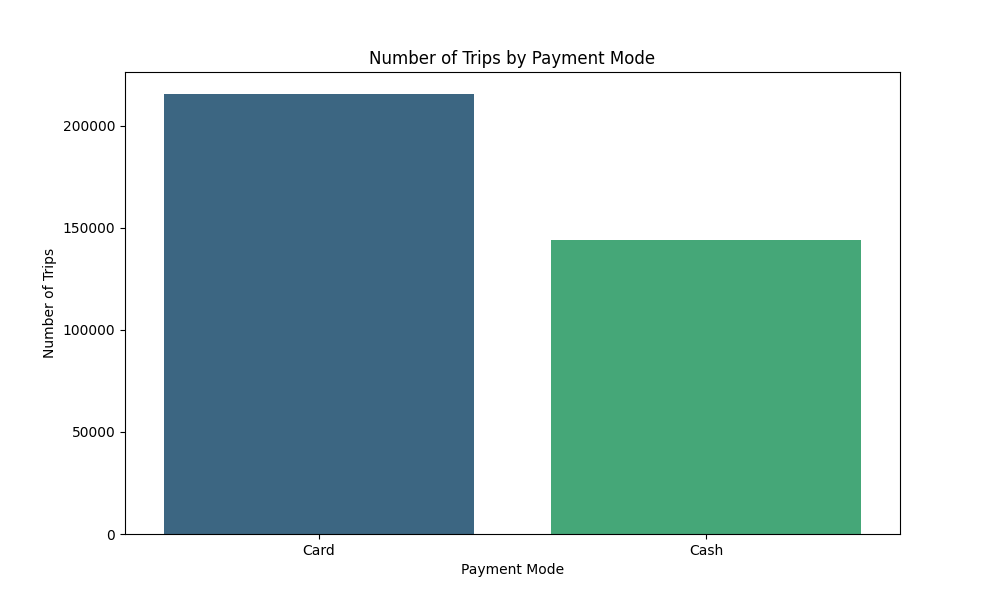 Number of Trips by Payment Mode
200000
150000
100000
50000
0
Number of Trips
Card Cash
Payment Mode